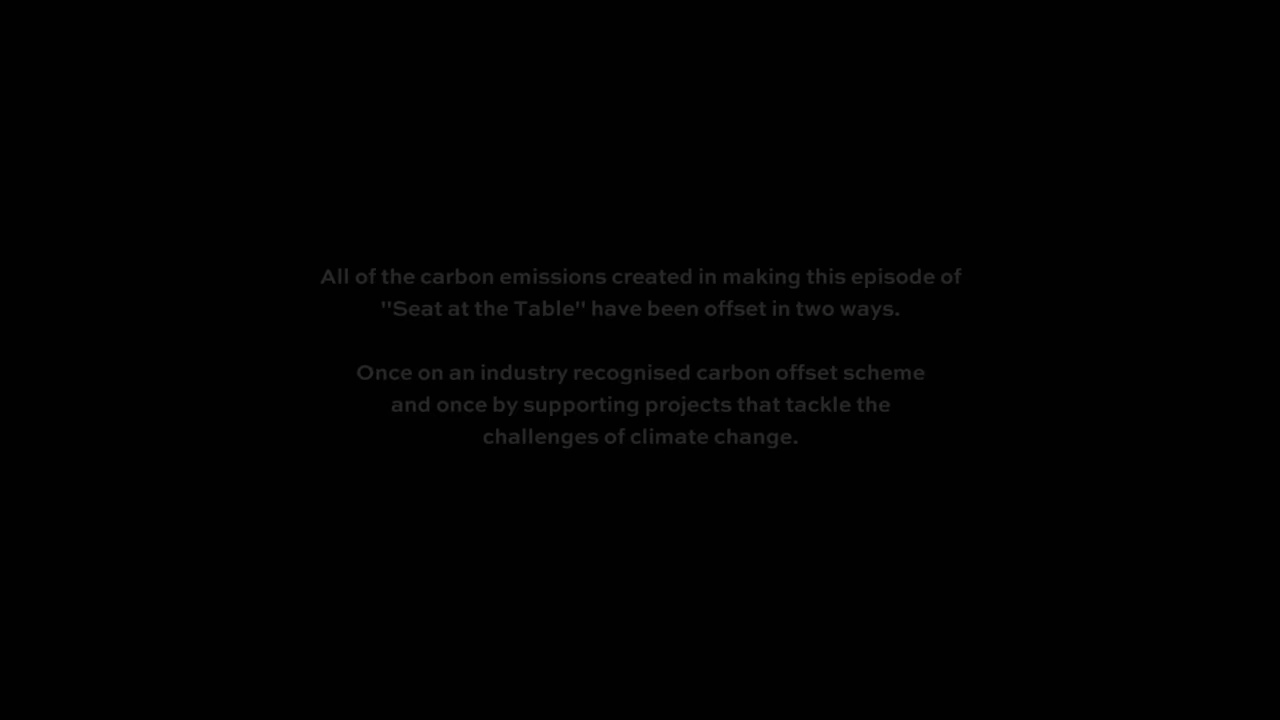 All of the carbon emissions created in making this episode of
"Seat at the Table" have been offset in two ways.
Once on an industry recognised carbon offset scheme
and once by supporting projects that tackle the
challenges of climate change.